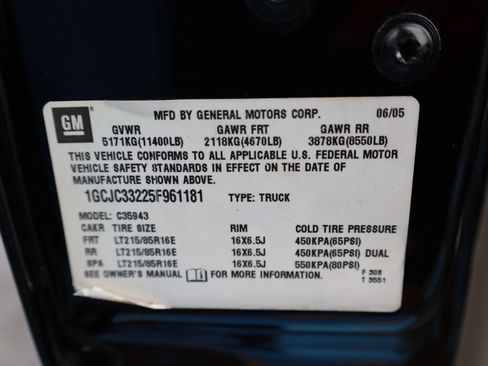 GM
MFD BY GENERAL MOTORS CORP. 06/05
GVWR GAWR FRT GAWR RR
5171KG(11400LB) 2118KG(4670LB) 3878KG(8550LB)
THIS VEHICLE CONFORMS TO ALL APPLICABLE U.S. FEDERAL MOTOR
VEHICLE SAFETY STANDARDS IN EFFECT ON THE DATE OF
MANUFACTURE SHOWN ABOVE.
1GCJC33225F961181 TYPE: TRUCK
MODEL: C35943
CAKR TIRE SIZE RIM COLD TIRE PRESSURE
FRT LT215/85R16E 16X6.5J 450KPA(65PSI)
RR LT215/85R16E 16X6.5J 450KPA(65PSI) DUAL
SPA LT215/85R16E 16X6.5J 550KPA(80PSI)
SEE OWNER'S MANUAL FOR MORE INFORMATION. F 308
T 3551